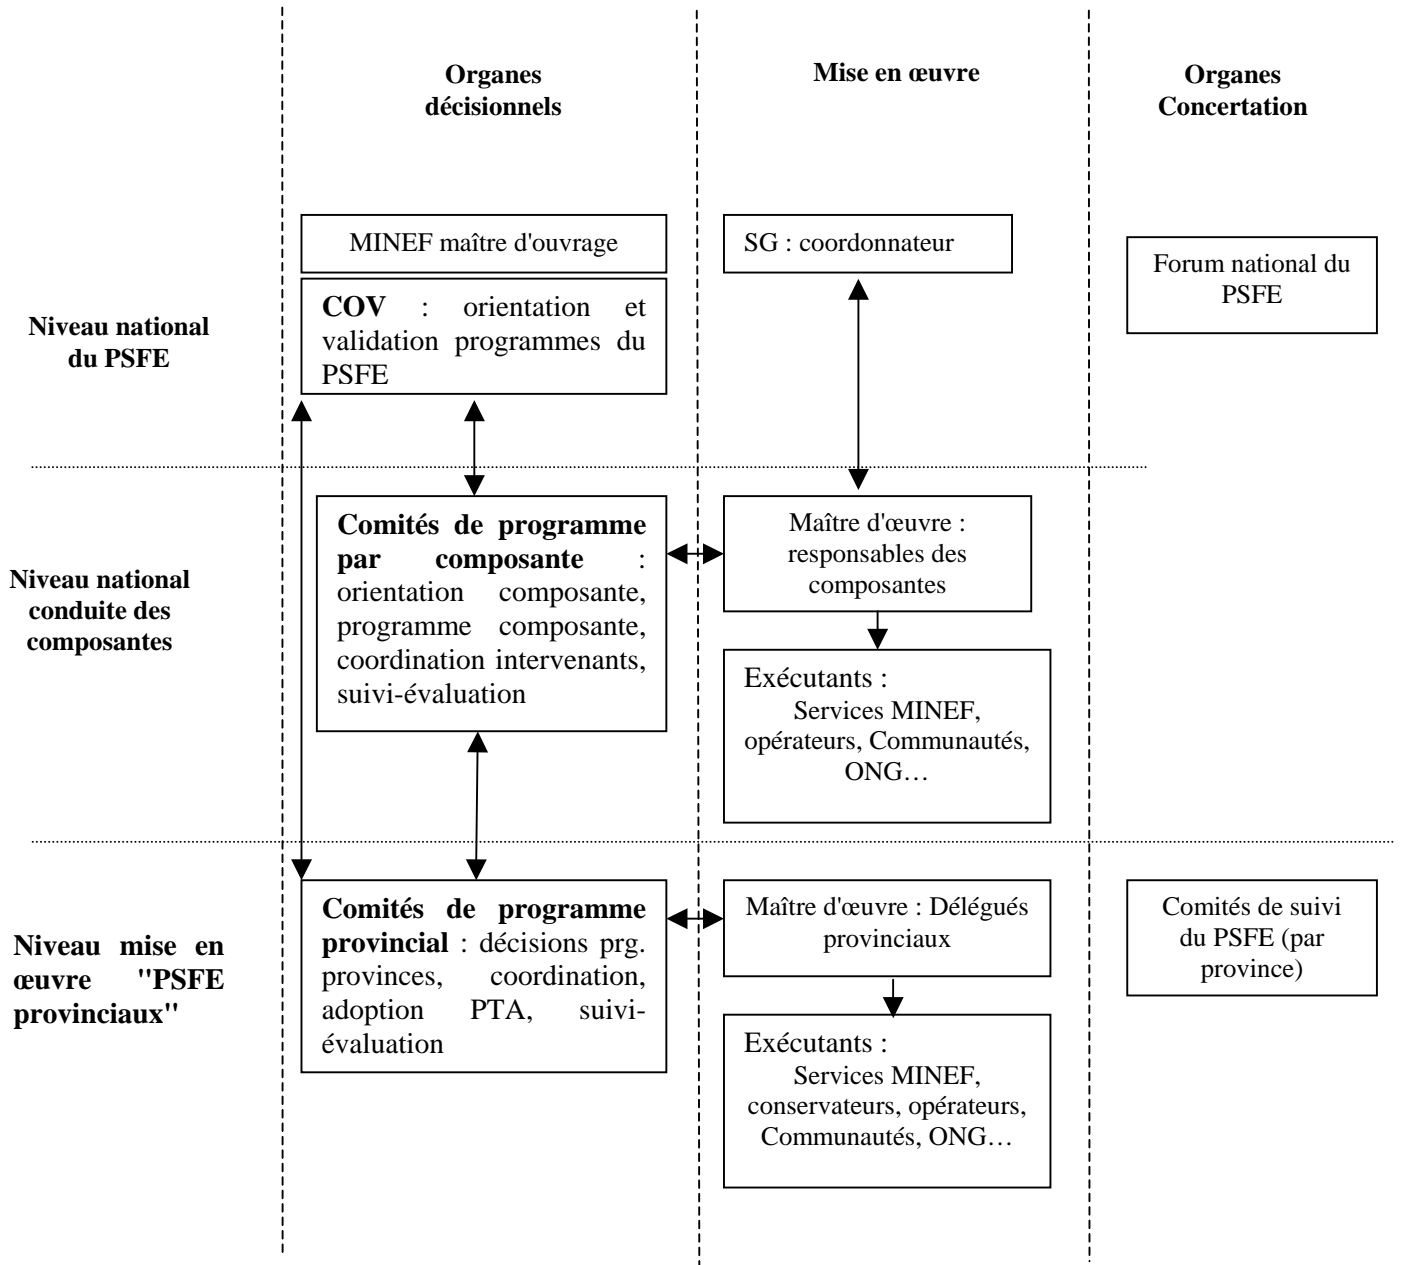 Organes
décisionnels
Mise en œuvre
Organes
Concertation
Niveau national
du PSFE
MINEF maître d'ouvrage
COV : orientation et
validation programmes du
PSFE
SG : coordonnateur
Forum national du
PSFE
Niveau national
conduite des
composantes
Comités de programme
par composante :
orientation composante,
programme composante,
coordination intervenants,
suivi-évaluation
Maître d'œuvre :
responsables des
composantes
Exécutants :
Services MINEF,
opérateurs, Communautés,
ONG…
Niveau mise en
œuvre "PSFE
provinciaux"
Comités de programme
provincial : décisions prg.
provinces, coordination,
adoption PTA, suivi-
évaluation
Maître d'œuvre : Délégués
provinciaux
Exécutants :
Services MINEF,
conservateurs, opérateurs,
Communautés, ONG…
Comités de suivi
du PSFE (par
province)